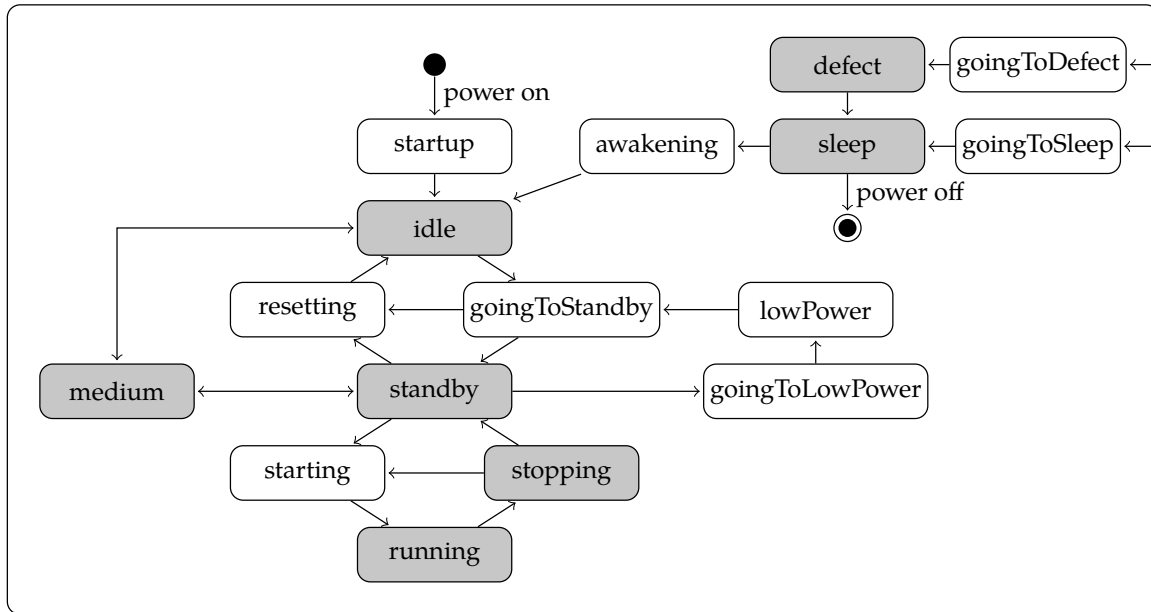 defect
goingToDefect
power on
startup
awakening
sleep
goingToSleep
power off
idle
resetting
goingToStandby
lowPower
medium
standby
goingToLowPower
starting
stopping
running